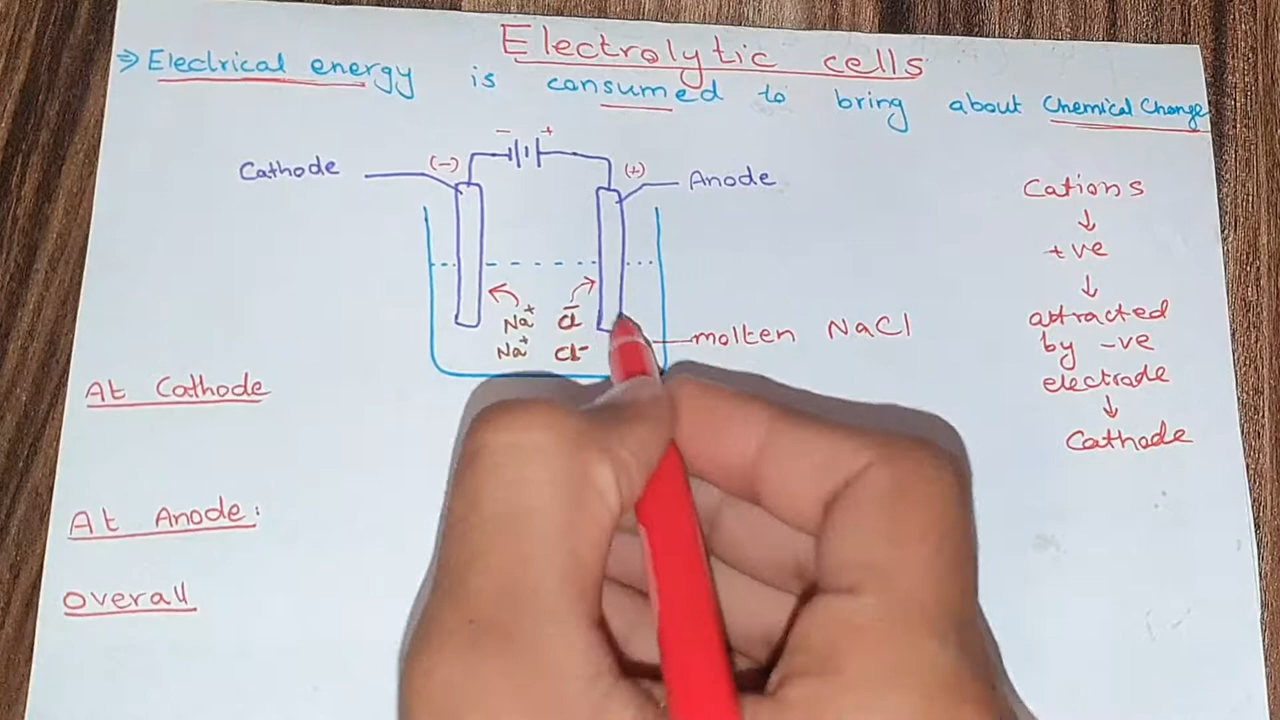 Electrolytic cells
⇒ Electrical energy is consumed to bring about Chemical Change
− +
Cathode (−) (+) Anode
Na⁺ Cl⁻
Na⁺ Cl⁻
molten NaCl
Cations
↓
+ve
↓
attracted
by -ve
electrode
↓
Cathode
At Cathode
At Anode:
Overall